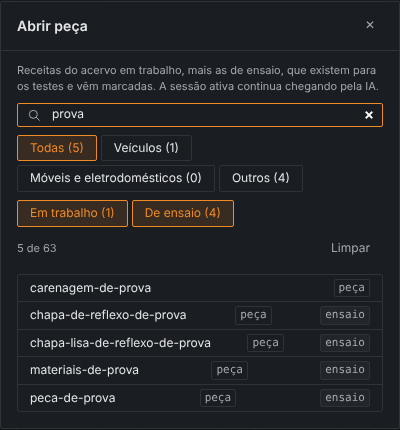 Abrir peça ×
Receitas do acervo em trabalho, mais as de ensaio, que existem para
os testes e vêm marcadas. A sessão ativa continua chegando pela IA.
prova ×
Todas (5) Veículos (1)
Móveis e eletrodomésticos (0) Outros (4)
Em trabalho (1) De ensaio (4)
5 de 63 Limpar
carenagem-de-prova peça
chapa-de-reflexo-de-prova peça ensaio
chapa-lisa-de-reflexo-de-prova peça ensaio
materiais-de-prova peça ensaio
peca-de-prova peça ensaio